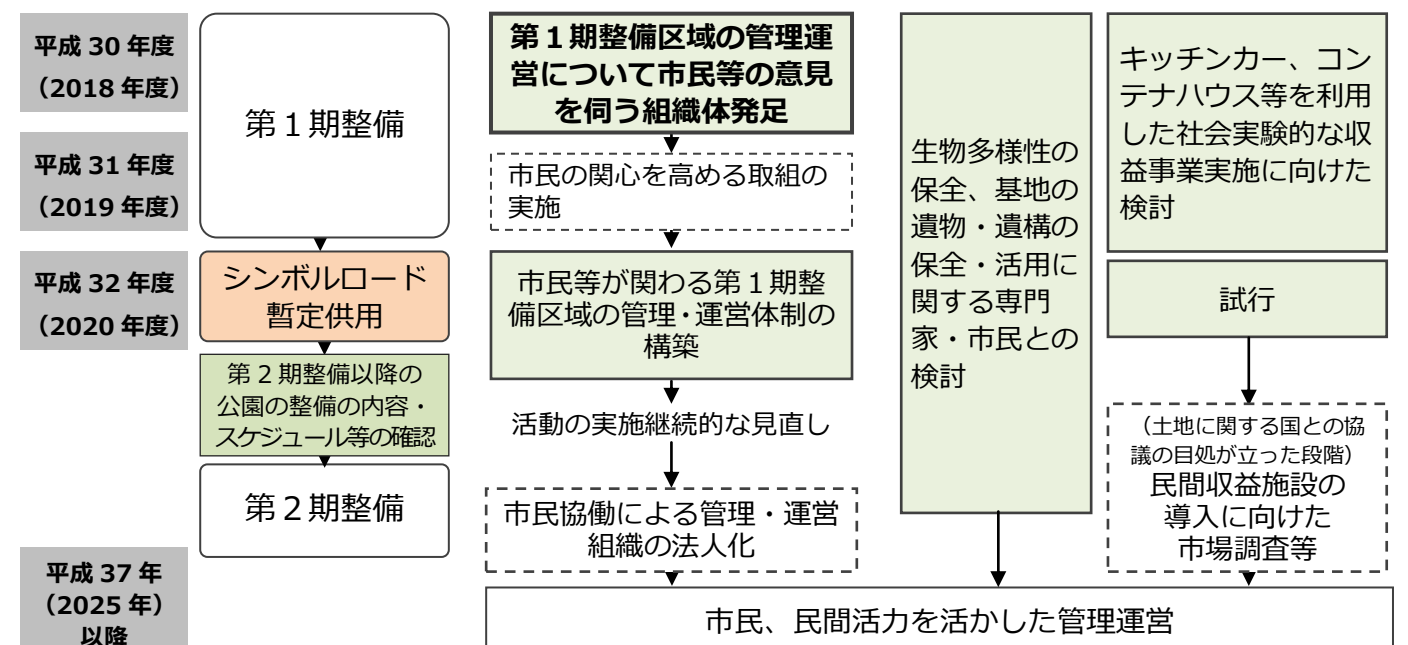 平成 30 年度
（2018 年度）
平成 31 年度
（2019 年度）
平成 32 年度
（2020 年度）
平成 37 年
（2025 年）
以降
第１期整備
シンボルロード
暫定供用
第２期整備以降の
公園の整備の内容・
スケジュール等の確認
第２期整備
第１期整備区域の管理運
営について市民等の意見
を伺う組織体発足
市民の関心を高める取組の
実施
市民等が関わる第１期整
備区域の管理・運営体制の
構築
活動の実施継続的な見直し
市民協働による管理・運営
組織の法人化
生物多様性の
保全、基地の
遺物・遺構の
保全・活用に
関する専門
家・市民との
検討
キッチンカー、コン
テナハウス等を利用
した社会実験的な収
益事業実施に向けた
検討
試行
（土地に関する国との協
議の目処が立った段階）
民間収益施設の
導入に向けた
市場調査等
市民、民間活力を活かした管理運営